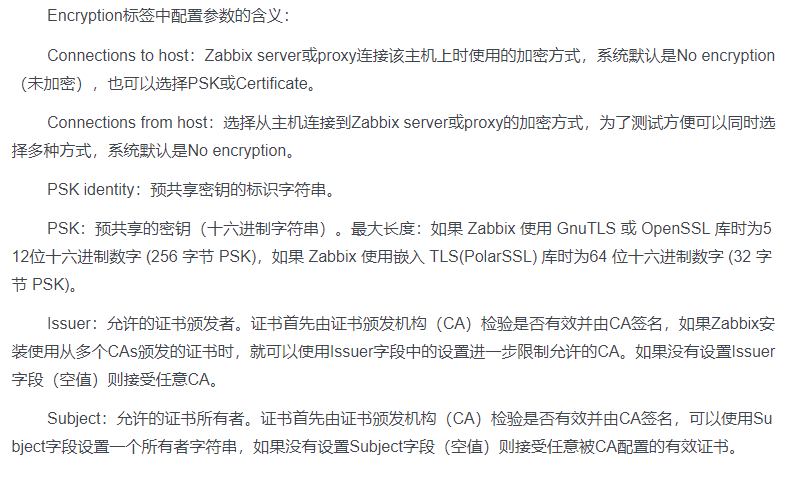 Encryption标签中配置参数的含义：
Connections to host：Zabbix server或proxy连接该主机上时使用的加密方式，系统默认是No encryption
（未加密），也可以选择PSK或Certificate。
Connections from host：选择从主机连接到Zabbix server或proxy的加密方式，为了测试方便可以同时选
择多种方式，系统默认是No encryption。
PSK identity：预共享密钥的标识字符串。
PSK：预共享的密钥（十六进制字符串）。最大长度：如果 Zabbix 使用 GnuTLS 或 OpenSSL 库时为5
12位十六进制数字 (256 字节 PSK)，如果 Zabbix 使用嵌入 TLS(PolarSSL) 库时为64 位十六进制数字 (32 字
节 PSK)。
Issuer：允许的证书颁发者。证书首先由证书颁发机构（CA）检验是否有效并由CA签名，如果Zabbix安
装使用从多个CAs颁发的证书时，就可以使用Issuer字段中的设置进一步限制允许的CA。如果没有设置Issuer
字段（空值）则接受任意CA。
Subject：允许的证书所有者。证书首先由证书颁发机构（CA）检验是否有效并由CA签名，可以使用Su
bject字段设置一个所有者字符串，如果没有设置Subject字段（空值）则接受任意被CA配置的有效证书。